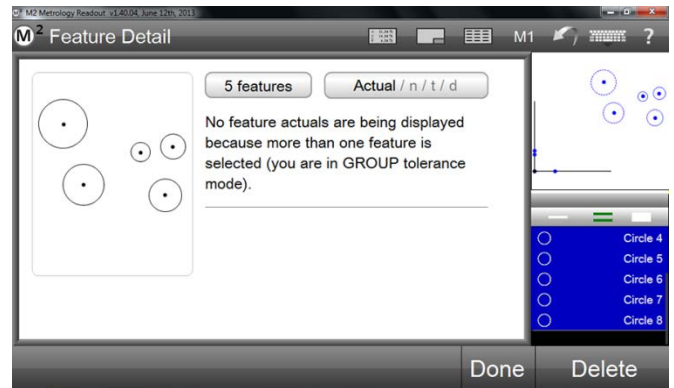 M2 Metrology Readout v1.40.04, June 12th, 2013
M2 Feature Detail
M1
?
5 features
Actual / n / t / d
No feature actuals are being displayed
because more than one feature is
selected (you are in GROUP tolerance
mode).
Circle 4
Circle 5
Circle 6
Circle 7
Circle 8
Done
Delete